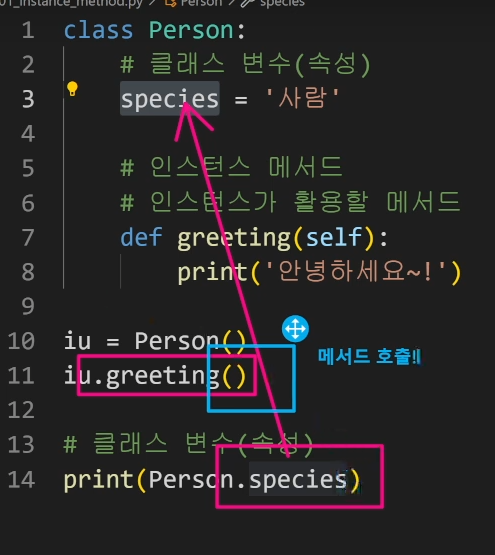 01_instance_method.py / Person / species
1 class Person:
2 # 클래스 변수(속성)
3 species = '사람'
4
5 # 인스턴스 메서드
6 # 인스턴스가 활용할 메서드
7 def greeting(self):
8 print('안녕하세요~!')
9
10 iu = Person()
11 iu.greeting()
메서드 호출!!
12
13 # 클래스 변수(속성)
14 print(Person.species)